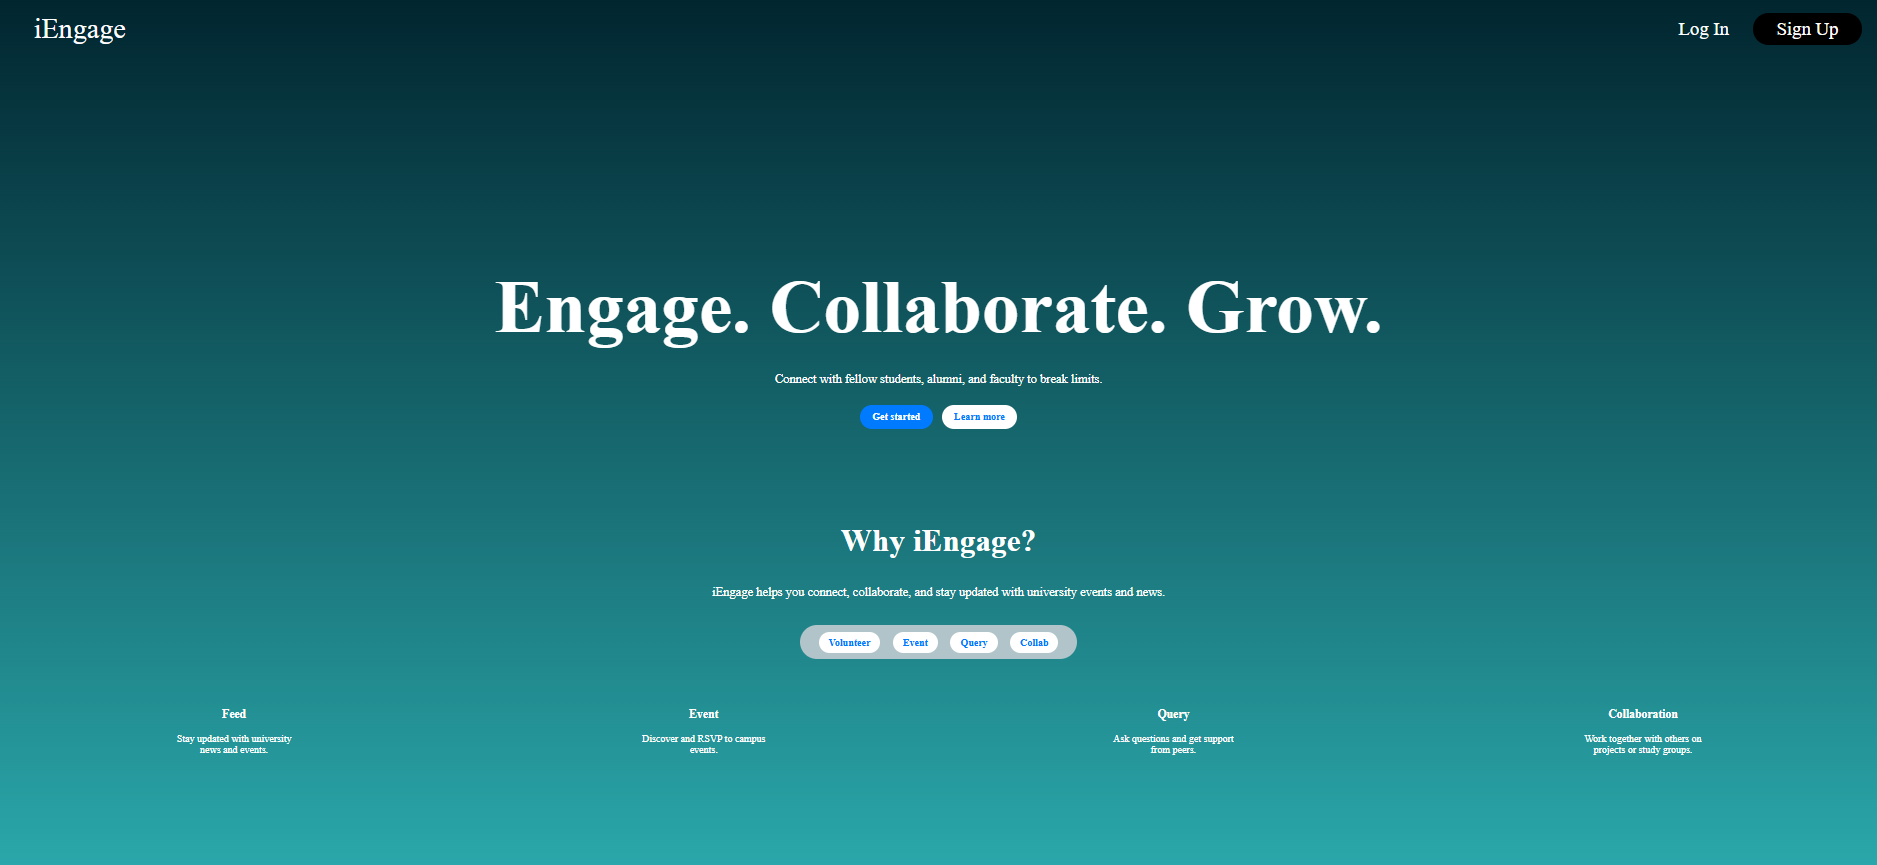 iEngage
Log In
Sign Up
Engage. Collaborate. Grow.
Connect with fellow students, alumni, and faculty to break limits.
Get started
Learn more
Why iEngage?
iEngage helps you connect, collaborate, and stay updated with university events and news.
Volunteer
Event
Query
Collab
Feed
Stay updated with university
news and events.
Event
Discover and RSVP to campus
events.
Query
Ask questions and get support
from peers.
Collaboration
Work together with others on
projects or study groups.